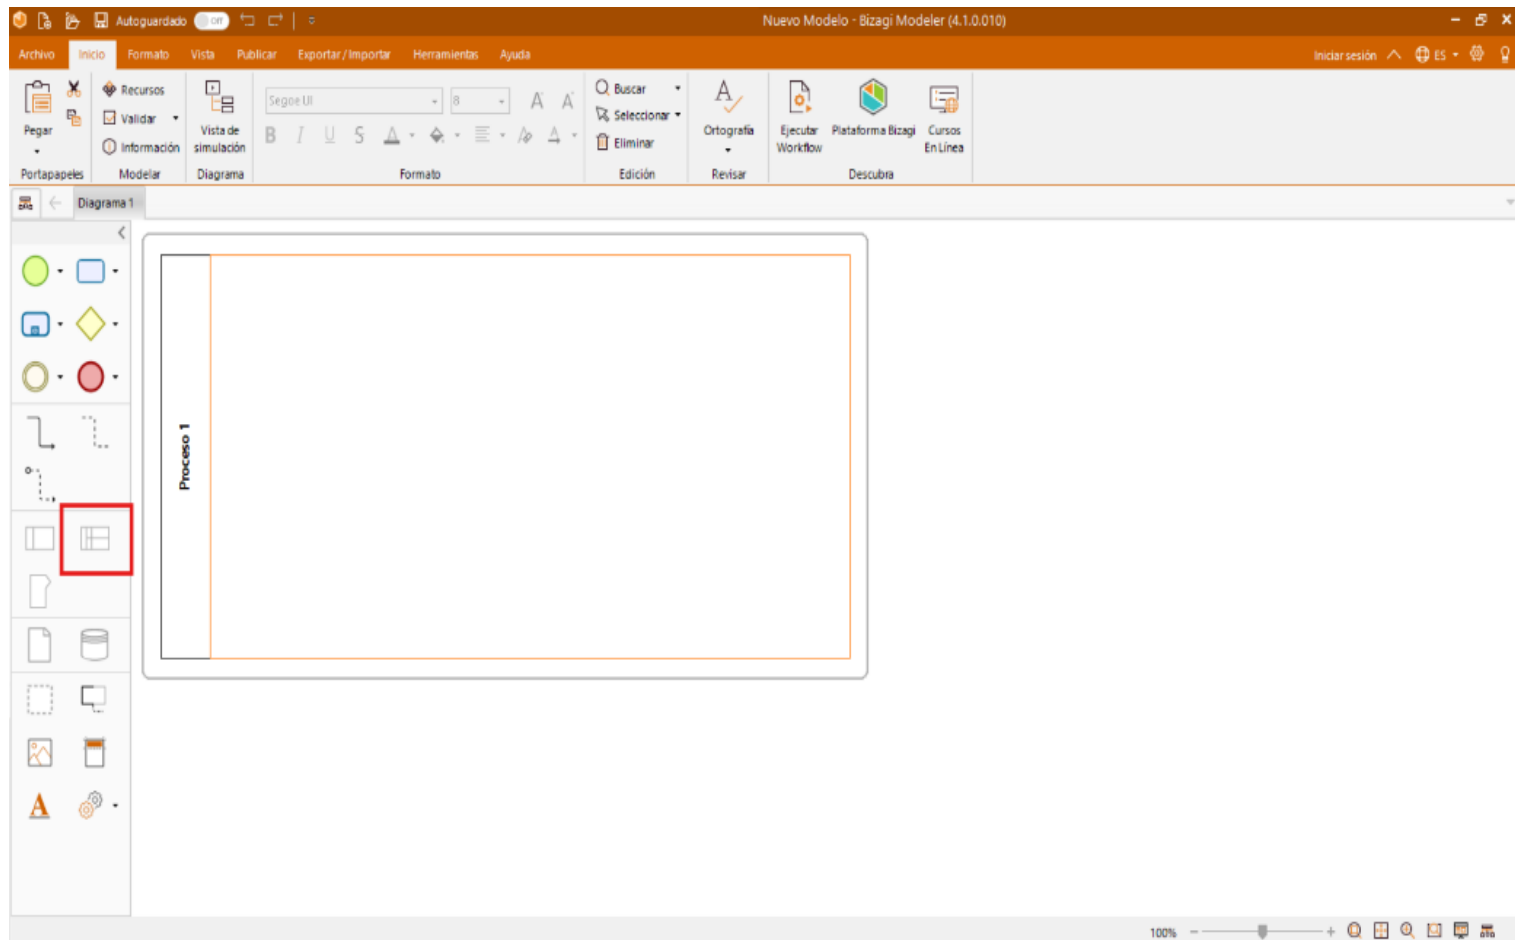 Autoguardado Off
Nuevo Modelo - Bizagi Modeler (4.1.0.010)
Archivo Inicio Formato Vista Publicar Exportar/Importar Herramientas Ayuda
Iniciar sesión ES
Pegar
Portapapeles
Recursos
Validar
Información
Modelar
Vista de
simulación
Diagrama
Segoe UI 8
B I U S A
Formato
Buscar
Seleccionar
Eliminar
Edición
Ortografía
Revisar
Ejecutar
Workflow
Plataforma Bizagi
Cursos
En Línea
Descubra
Diagrama 1
Proceso 1
A
100%